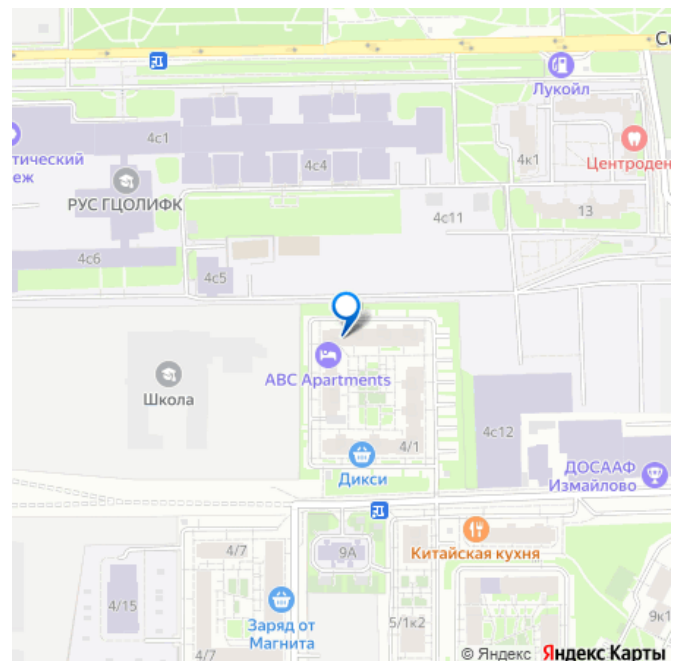 Си
Лукойл
4с1
тический
еж
4с4
4к1
Центроден
РУС ГЦОЛИФК
4с11
13
4с6
4с5
ABC Apartments
Школа
4/1
4с12
Дикси
ДОСААФ
Измайлово
Китайская кухня
4/7
9А
4/15
Заряд от
Магнита
5/1к2
9к1
4/7
© Яндекс Яндекс Карты